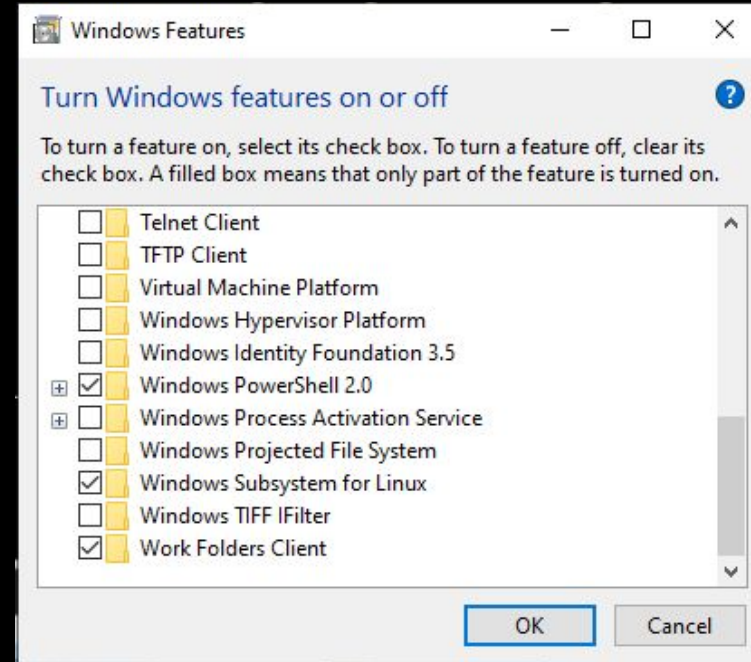 Windows Features
Turn Windows features on or off
To turn a feature on, select its check box. To turn a feature off, clear its
check box. A filled box means that only part of the feature is turned on.
Telnet Client
TFTP Client
Virtual Machine Platform
Windows Hypervisor Platform
Windows Identity Foundation 3.5
Windows PowerShell 2.0
Windows Process Activation Service
Windows Projected File System
Windows Subsystem for Linux
Windows TIFF IFilter
Work Folders Client
OK Cancel